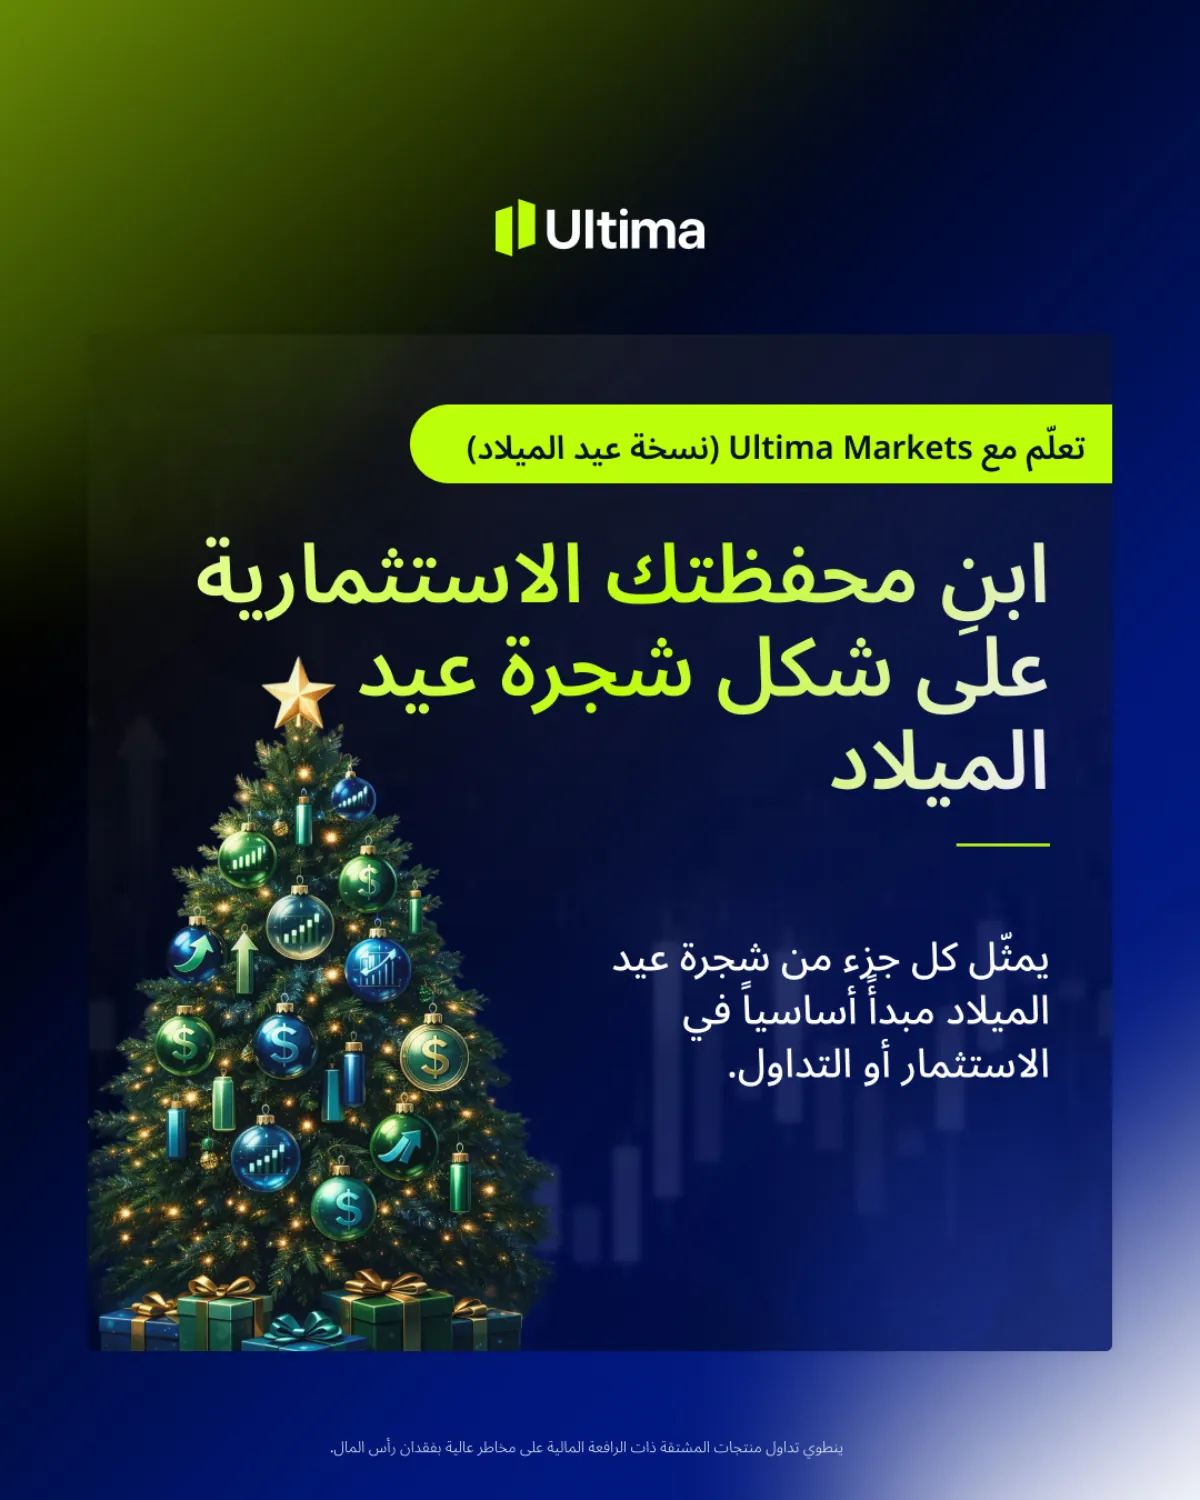 Ultima
تعلّم مع Ultima Markets (نسخة عيد الميلاد)
ابنِ محفظتك الاستثمارية
على شكل شجرة عيد
الميلاد
يمثّل كل جزء من شجرة عيد
الميلاد مبدأً أساسياً في
الاستثمار أو التداول.
ينطوي تداول منتجات المشتقة ذات الرافعة المالية على مخاطر عالية بفقدان رأس المال.